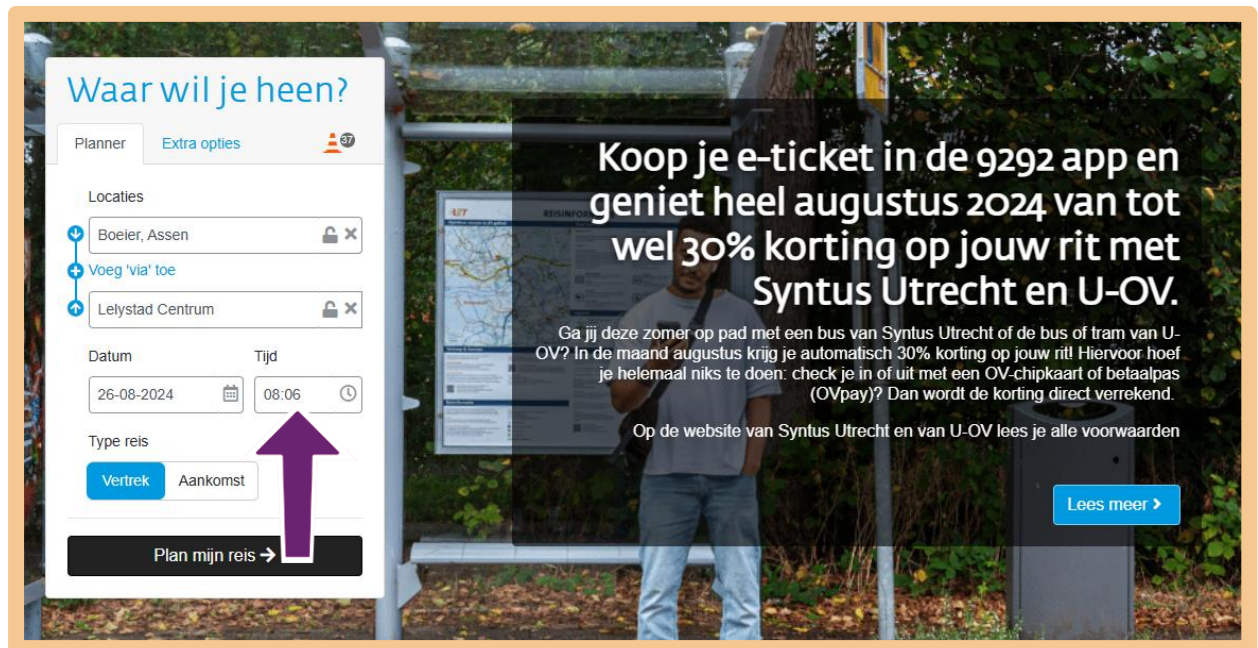 Waar wil je heen?
Planner
Extra opties
37
Locaties
Boeier, Assen
Voeg 'via' toe
Lelystad Centrum
Datum
Tijd
26-08-2024
08:06
Type reis
Vertrek
Aankomst
Plan mijn reis
Koop je e-ticket in de 9292 app en
geniet heel augustus 2024 van tot
wel 30% korting op jouw rit met
Syntus Utrecht en U-OV.
Ga jij deze zomer op pad met een bus van Syntus Utrecht of de bus of tram van U-
OV? In de maand augustus krijg je automatisch 30% korting op jouw rit! Hiervoor hoef
je helemaal niks te doen: check je in of uit met een OV-chipkaart of betaalpas
(OVpay)? Dan wordt de korting direct verrekend.
Op de website van Syntus Utrecht en van U-OV lees je alle voorwaarden
Lees meer